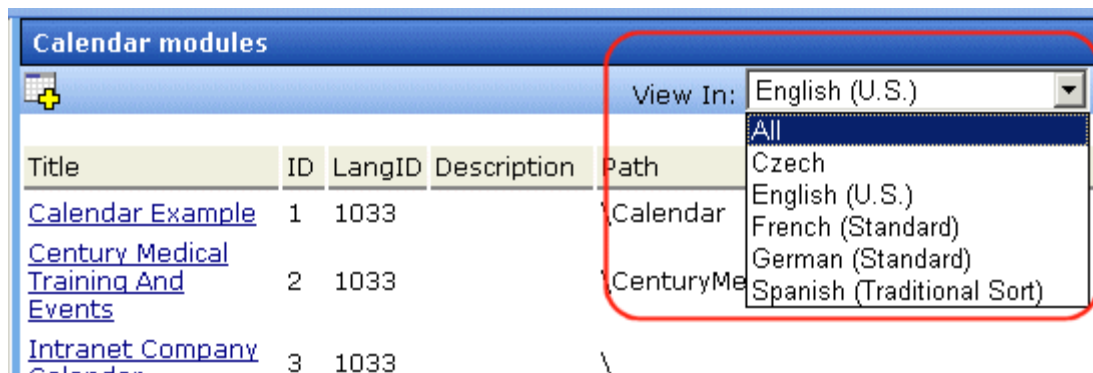 Calendar modules
View In: English (U.S.)
All
Czech
English (U.S.)
French (Standard)
German (Standard)
Spanish (Traditional Sort)
Title ID LangID Description Path
Calendar Example 1 1033 \Calendar
Century Medical
Training And
Events
2 1033 \CenturyMe
Intranet Company
Calendar
3 1033 \